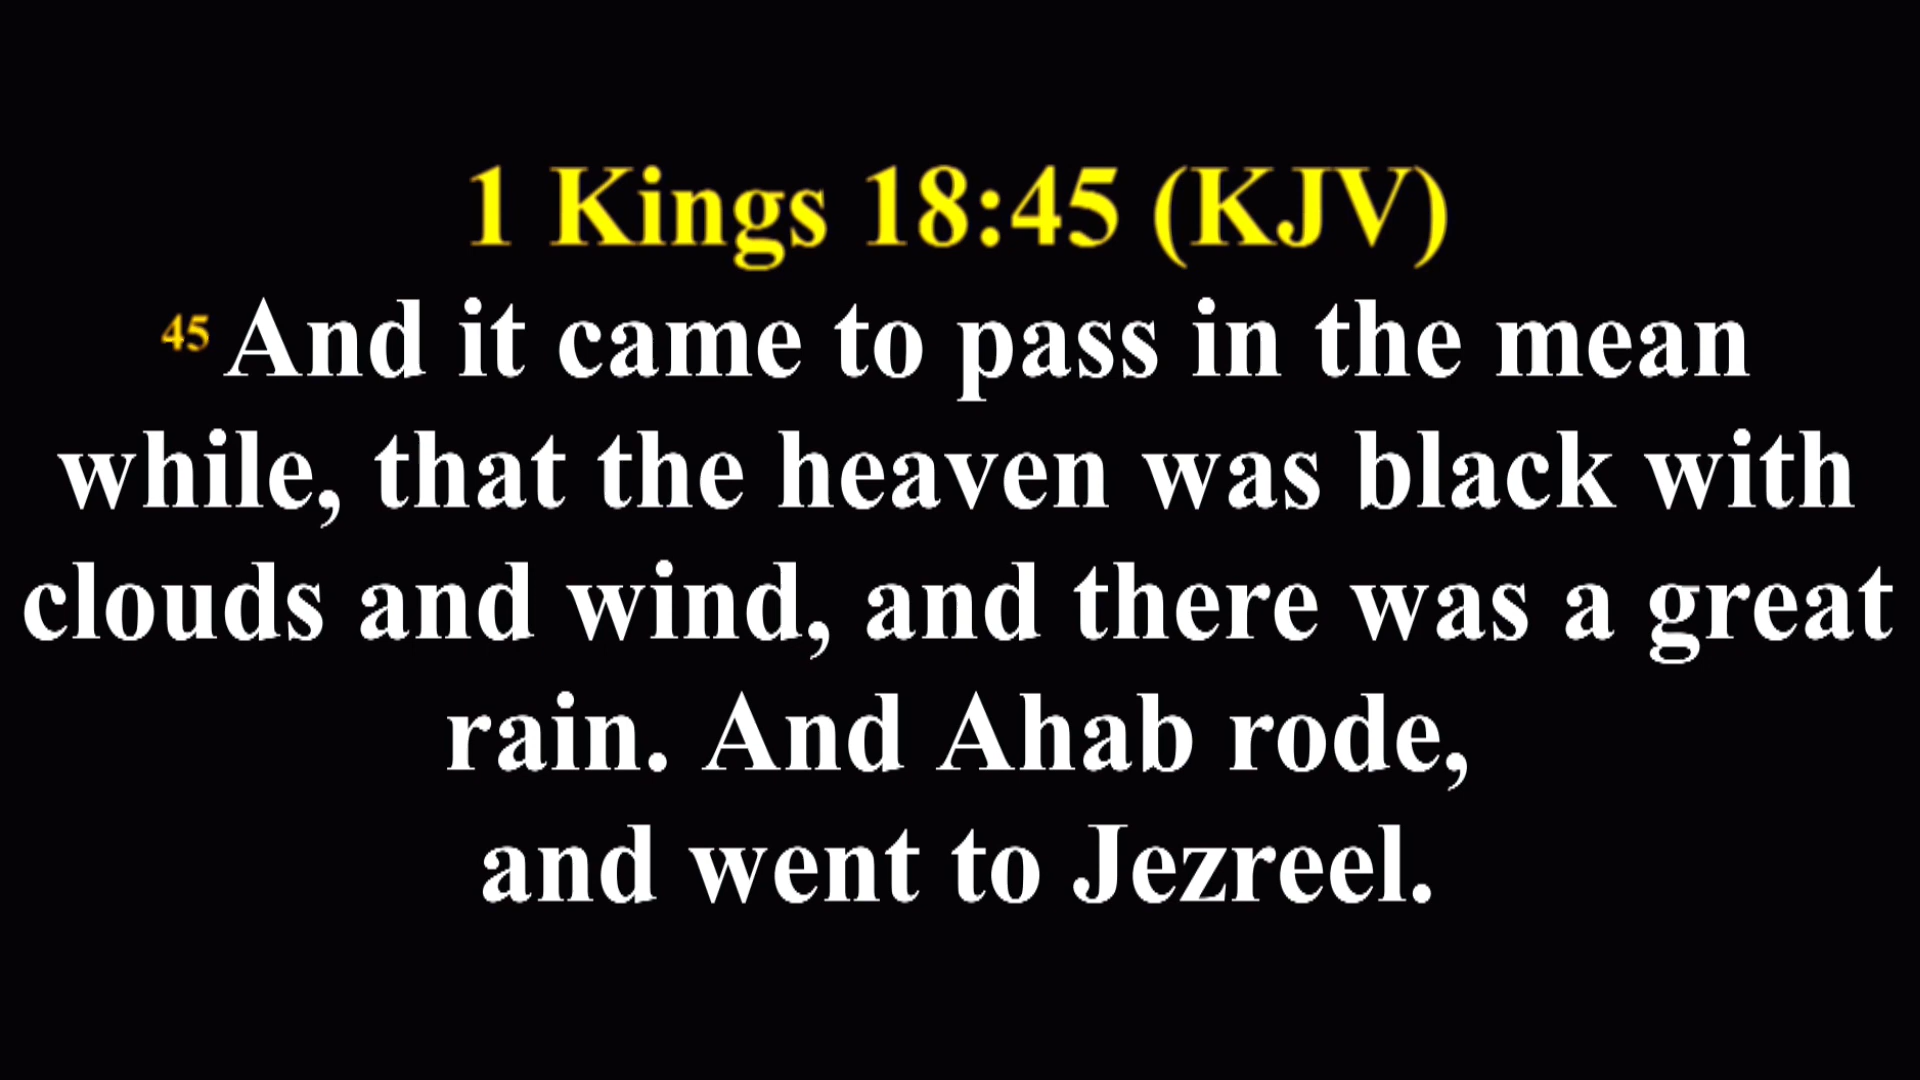 1 Kings 18:45 (KJV)
45 And it came to pass in the mean
while, that the heaven was black with
clouds and wind, and there was a great
rain. And Ahab rode,
and went to Jezreel.